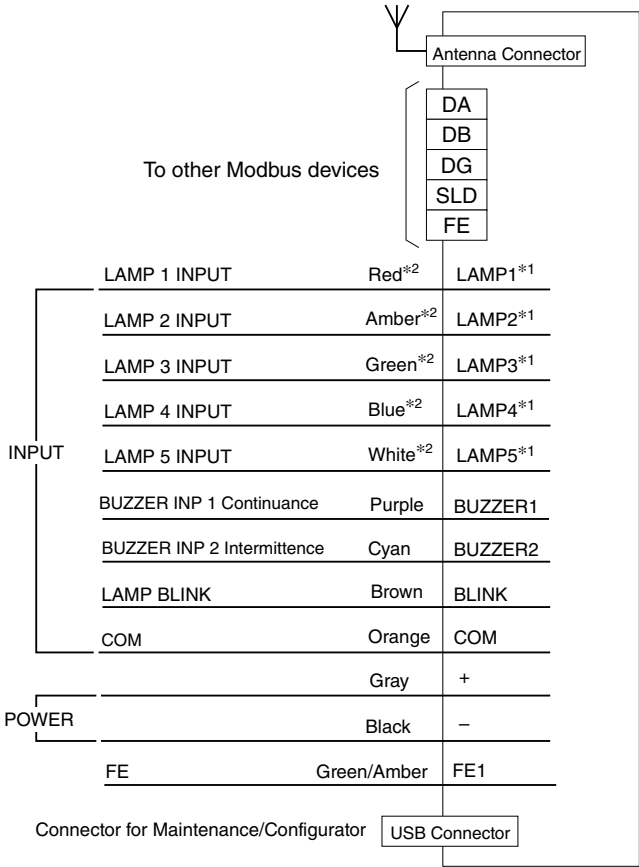 Antenna Connector
DA
DB
To other Modbus devices DG
SLD
FE
LAMP 1 INPUT Red*2 LAMP1*1
LAMP 2 INPUT Amber*2 LAMP2*1
LAMP 3 INPUT Green*2 LAMP3*1
LAMP 4 INPUT Blue*2 LAMP4*1
INPUT LAMP 5 INPUT White*2 LAMP5*1
BUZZER INP 1 Continuance Purple BUZZER1
BUZZER INP 2 Intermittence Cyan BUZZER2
LAMP BLINK Brown BLINK
COM Orange COM
Gray +
POWER
Black –
FE Green/Amber FE1
Connector for Maintenance/Configurator USB Connector